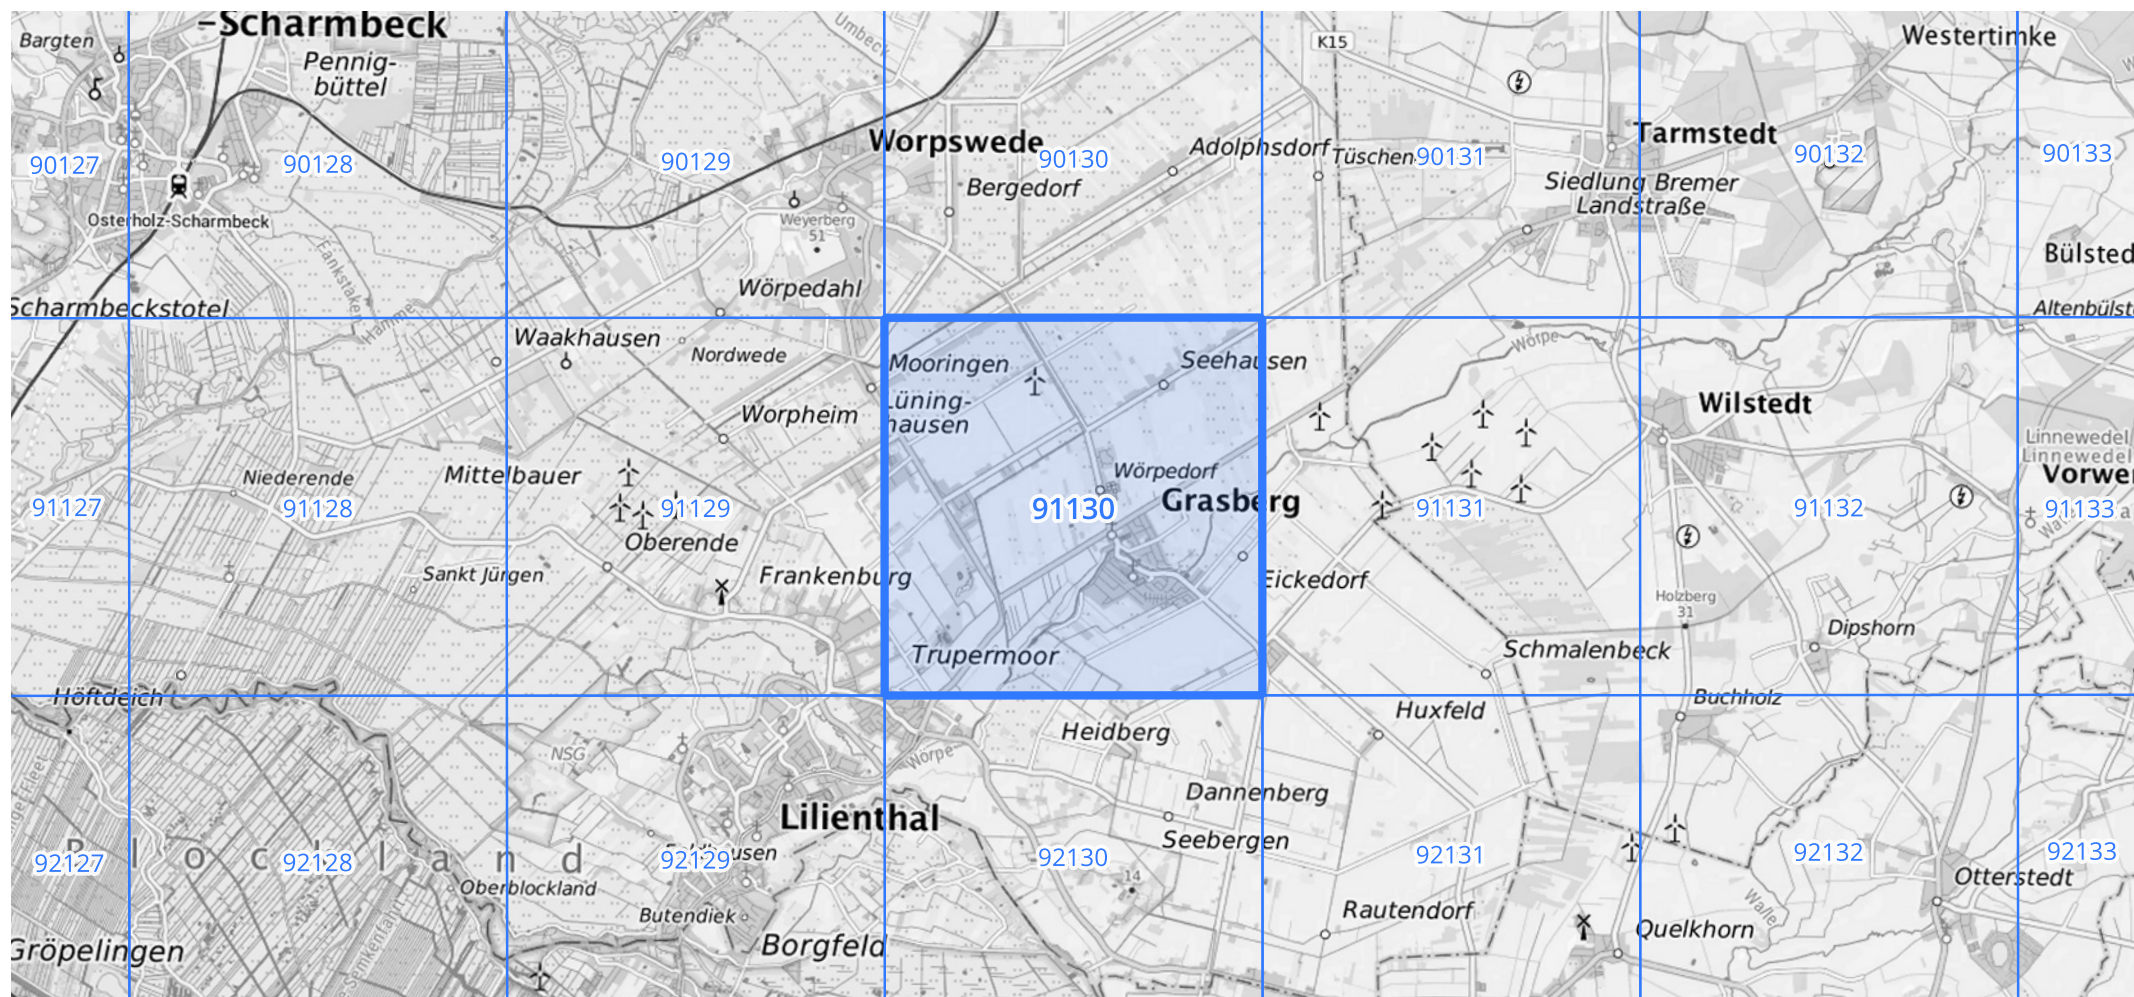 -Scharmbeck
Bargten
Pennig-
büttel
Umbeck
K15
Westertimke
Worpswede
Adolphsdorf
Tüschen
Tarmstedt
90127
90128
90129
90130
90131
90132
90133
Bergedorf
Siedlung Bremer
Landstraße
Osterholz-Scharmbeck
Weyerberg
51
Wörpedahl
Scharmbeckstotel
Hamme
Bülsted
Altenbülst
Waakhausen
Nordwede
Mooringen
Seehausen
Wörpe
Lüning-
hausen
Worpheim
Wilstedt
Linnewedel
Linnewedel
Vorwer
Niederende
Mittelbauer
Wörpedorf
Grasberg
91127
91128
91129
91130
91131
91132
91133
Oberende
Sankt Jürgen
Frankenburg
Eickedorf
Holzberg
31
Dipshorn
Trupermoor
Schmalenbeck
Höftdeich
Buchholz
Huxfeld
NSG
Wörpe
Heidberg
Dannenberg
Lilienthal
Seebergen
B l o c k l a n d
92127
92128
92129
92130
92131
92132
92133
Oberblockland
14
Otterstedt
Butendiek
Rautendorf
Walle
Quelkhorn
Gröpelingen
Borgfeld